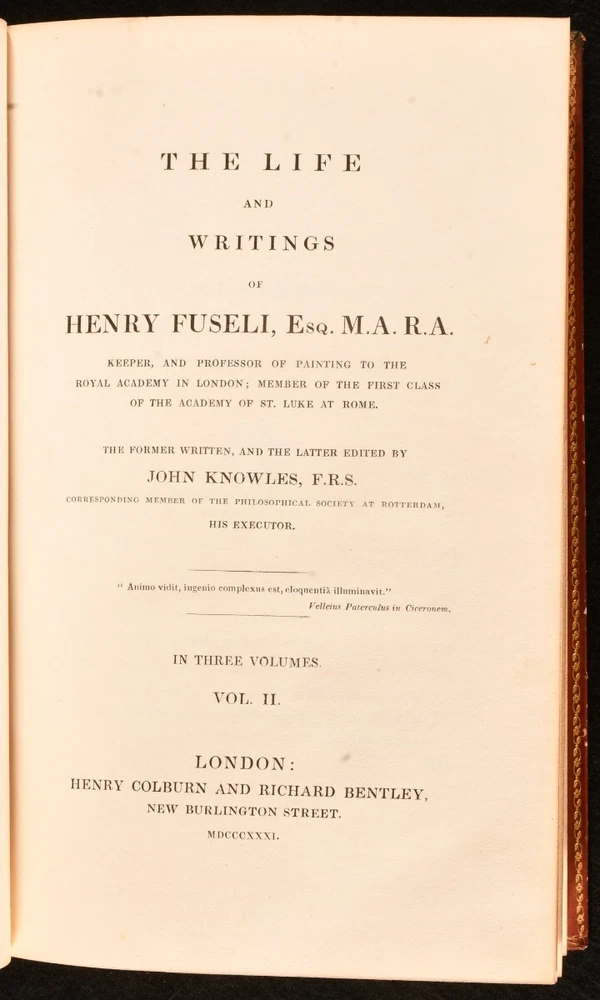 THE LIFE
AND
WRITINGS
OF
HENRY FUSELI, Esq. M.A. R.A.
KEEPER, AND PROFESSOR OF PAINTING TO THE
ROYAL ACADEMY IN LONDON; MEMBER OF THE FIRST CLASS
OF THE ACADEMY OF ST. LUKE AT ROME.
THE FORMER WRITTEN, AND THE LATTER EDITED BY
JOHN KNOWLES, F.R.S.
CORRESPONDING MEMBER OF THE PHILOSOPHICAL SOCIETY AT ROTTERDAM,
HIS EXECUTOR.
“ Animo vidit, ingenio complexus est, eloquentiâ illuminavit.”
Velleius Paterculus in Ciceronem.
IN THREE VOLUMES.
VOL. II.
LONDON:
HENRY COLBURN AND RICHARD BENTLEY,
NEW BURLINGTON STREET.
MDCCCXXXI.